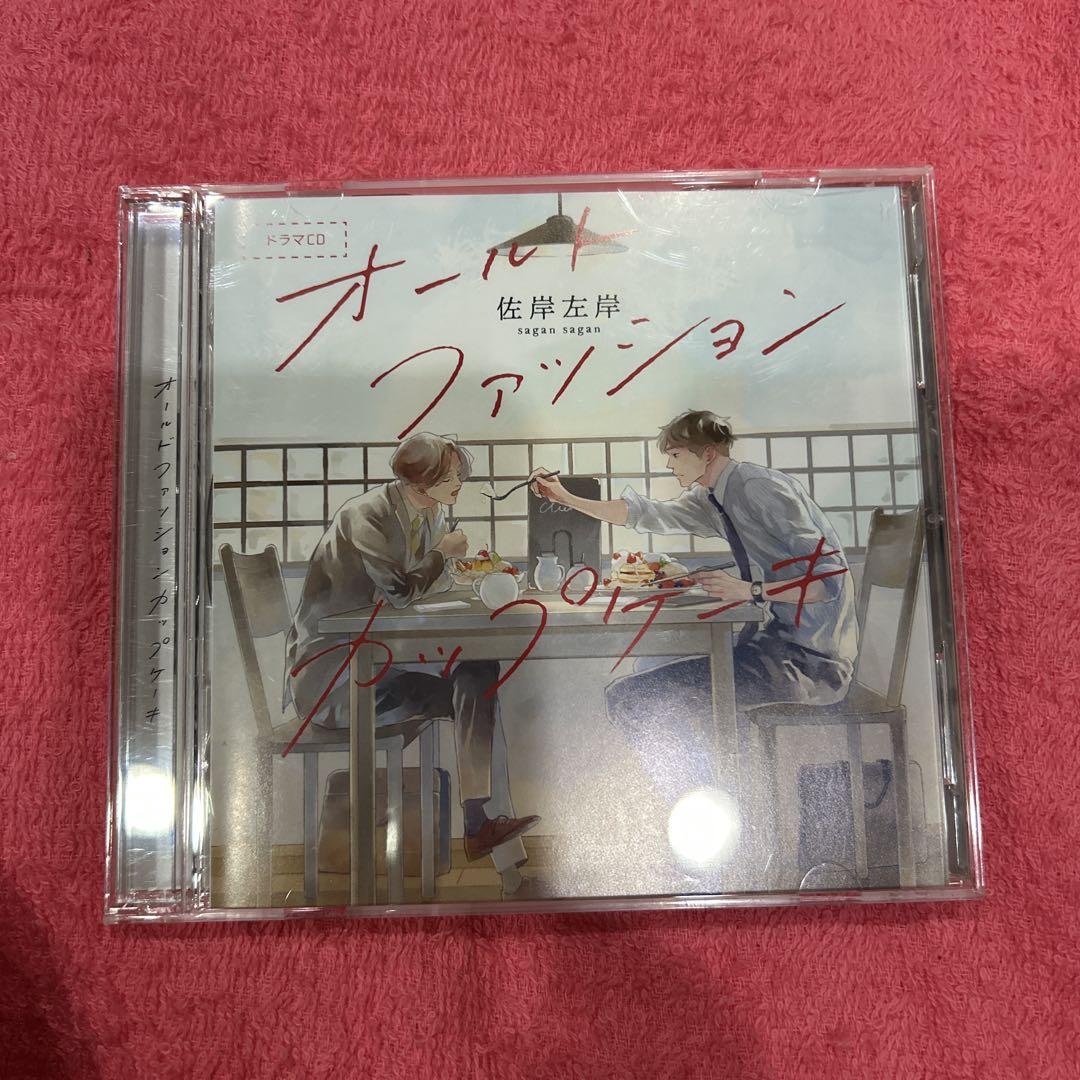 ドラマCD
オールド
佐岸左岸
sagan sagan
ファッション
カップケーキ
オールドファッションカップケーキ